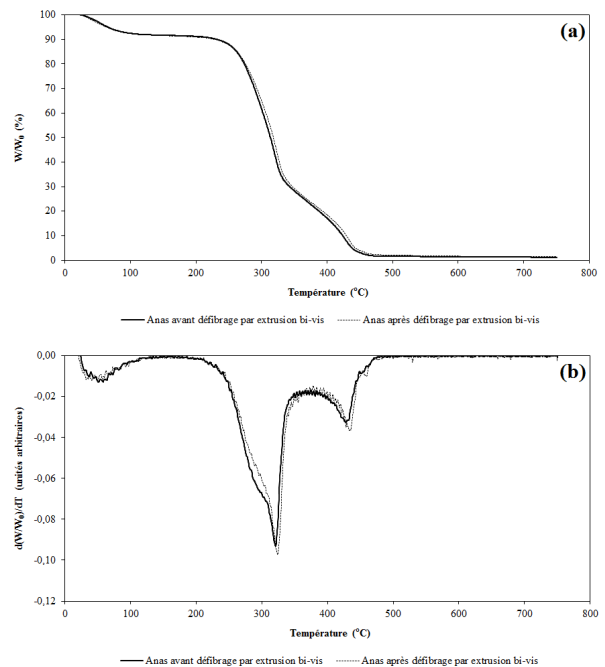 (a)
W/W₀ (%)
100
90
80
70
60
50
40
30
20
10
0
0 100 200 300 400 500 600 700 800
Température (°C)
Anas avant défibrage par extrusion bi-vis Anas après défibrage par extrusion bi-vis
(b)
d(W/W₀)/dT (unités arbitraires)
0,00
-0,02
-0,04
-0,06
-0,08
-0,10
-0,12
0 100 200 300 400 500 600 700 800
Température (°C)
Anas avant défibrage par extrusion bi-vis Anas après défibrage par extrusion bi-vis